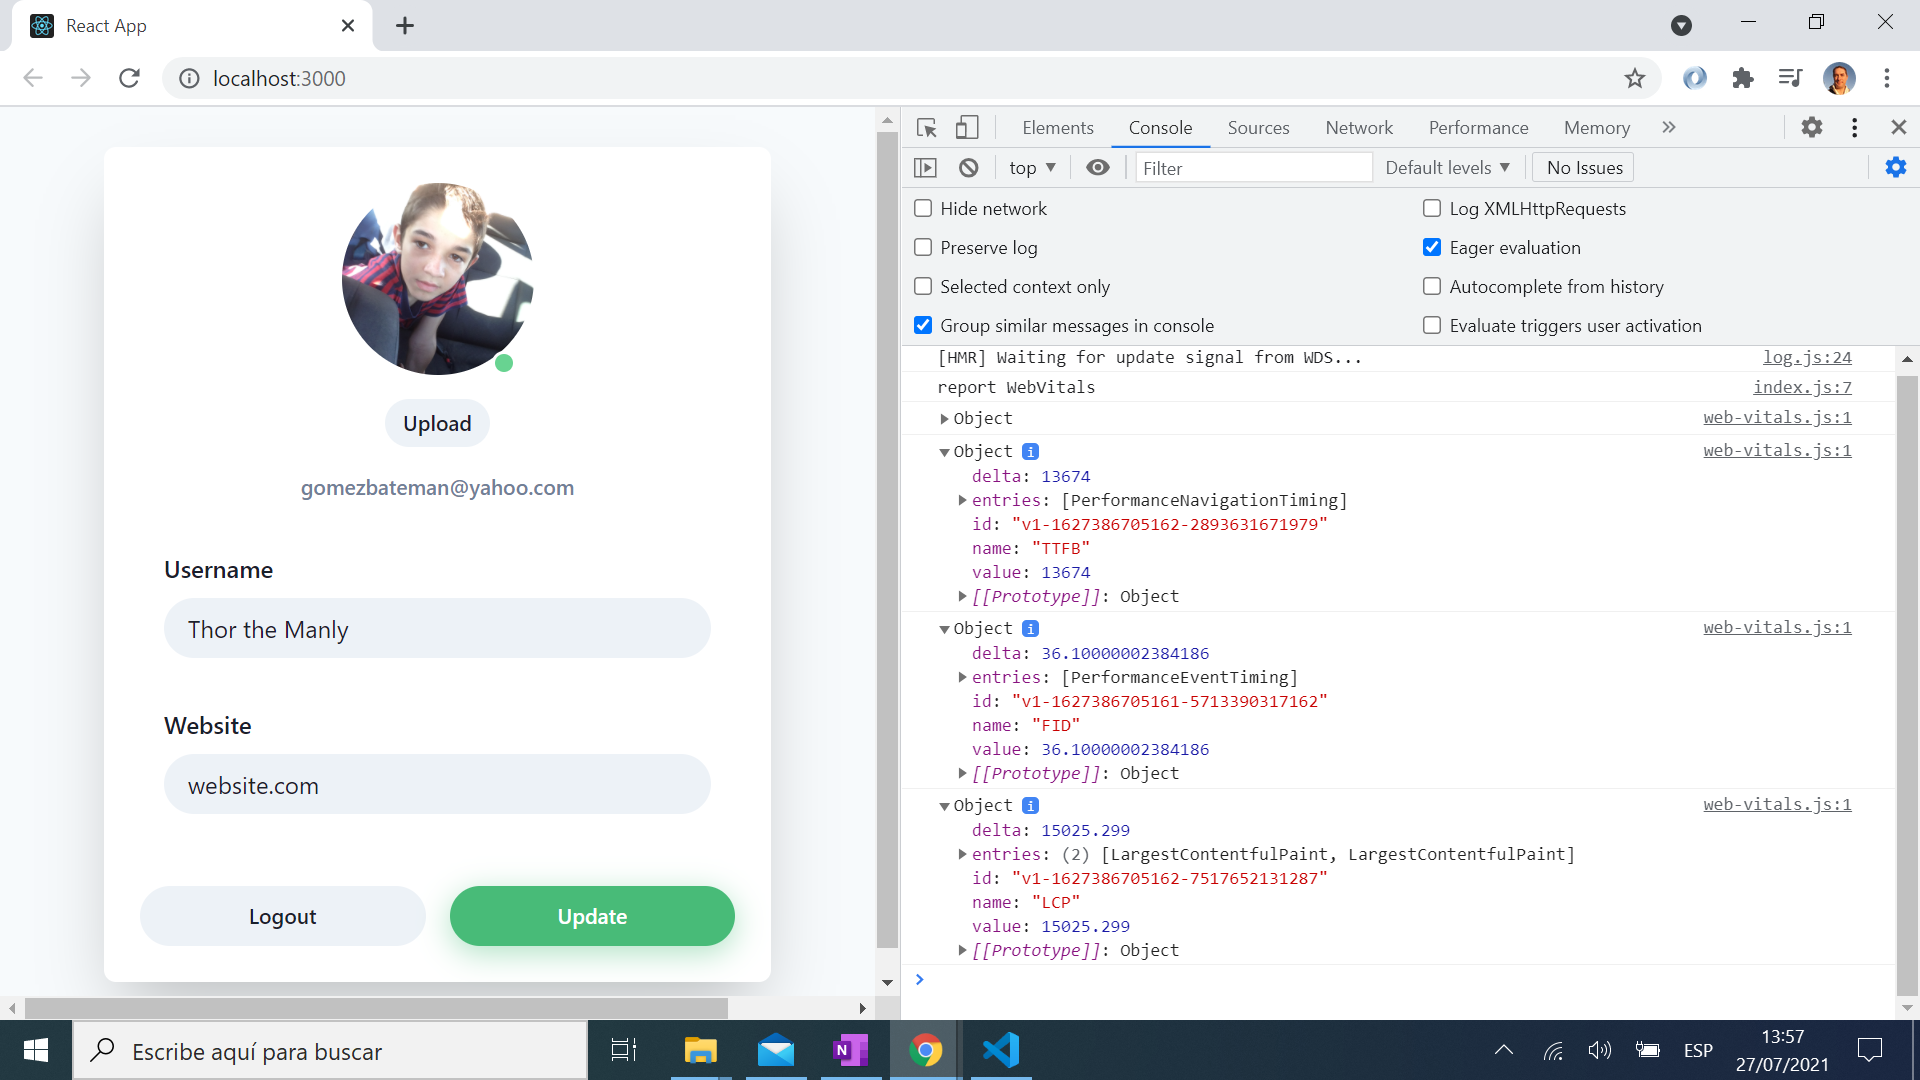 React App
localhost:3000
Upload
gomezbateman@yahoo.com
Username
Thor the Manly
Website
website.com
Logout
Update
Elements Console Sources Network Performance Memory
top Filter Default levels No Issues
Hide network Log XMLHttpRequests
Preserve log Eager evaluation
Selected context only Autocomplete from history
Group similar messages in console Evaluate triggers user activation
[HMR] Waiting for update signal from WDS... log.js:24
report WebVitals index.js:7
Object web-vitals.js:1
Object i web-vitals.js:1
delta: 13674
entries: [PerformanceNavigationTiming]
id: "v1-1627386705162-2893631671979"
name: "TTFB"
value: 13674
[[Prototype]]: Object
Object i web-vitals.js:1
delta: 36.10000002384186
entries: [PerformanceEventTiming]
id: "v1-1627386705161-5713390317162"
name: "FID"
value: 36.10000002384186
[[Prototype]]: Object
Object i web-vitals.js:1
delta: 15025.299
entries: (2) [LargestContentfulPaint, LargestContentfulPaint]
id: "v1-1627386705162-7517652131287"
name: "LCP"
value: 15025.299
[[Prototype]]: Object
Escribe aquí para buscar
N
ESP
13:57
27/07/2021